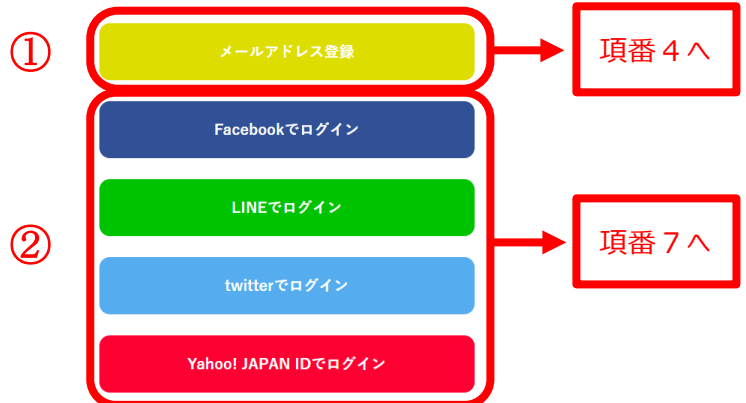 ①
メールアドレス登録
項番４へ
Facebookでログイン
LINEでログイン
②
項番７へ
twitterでログイン
Yahoo! JAPAN IDでログイン